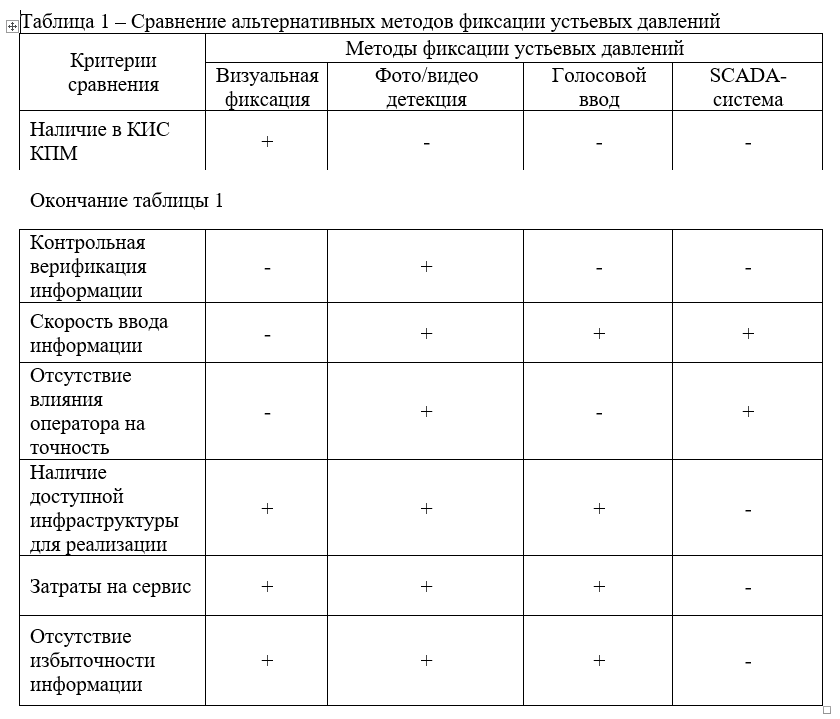 Таблица 1 – Сравнение альтернативных методов фиксации устьевых давлений
Критерии
сравнения
Методы фиксации устьевых давлений
Визуальная
фиксация
Фото/видео
детекция
Голосовой
ввод
SCADA-
система
Наличие в КИС
КПМ
+ - - -
Окончание таблицы 1
Контрольная
верификация
информации
- + - -
Скорость ввода
информации
- + + +
Отсутствие
влияния
оператора на
точность
- + - +
Наличие
доступной
инфраструктуры
для реализации
+ + + -
Затраты на сервис
+ + + -
Отсутствие
избыточности
информации
+ + + -